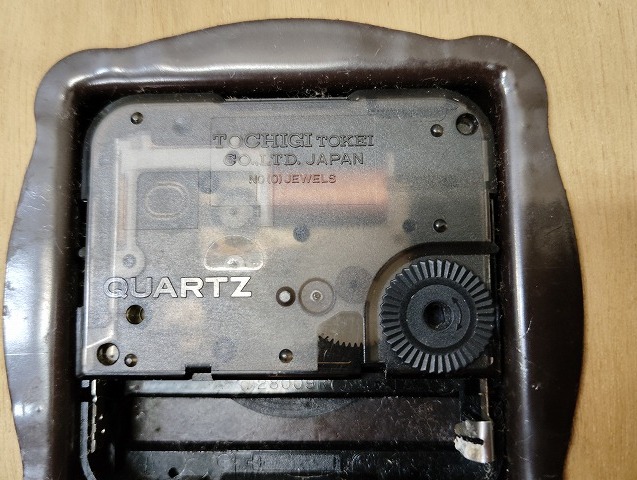 TOCHIGI TOKEI
CO., LTD. JAPAN
NO (0) JEWELS
QUARTZ